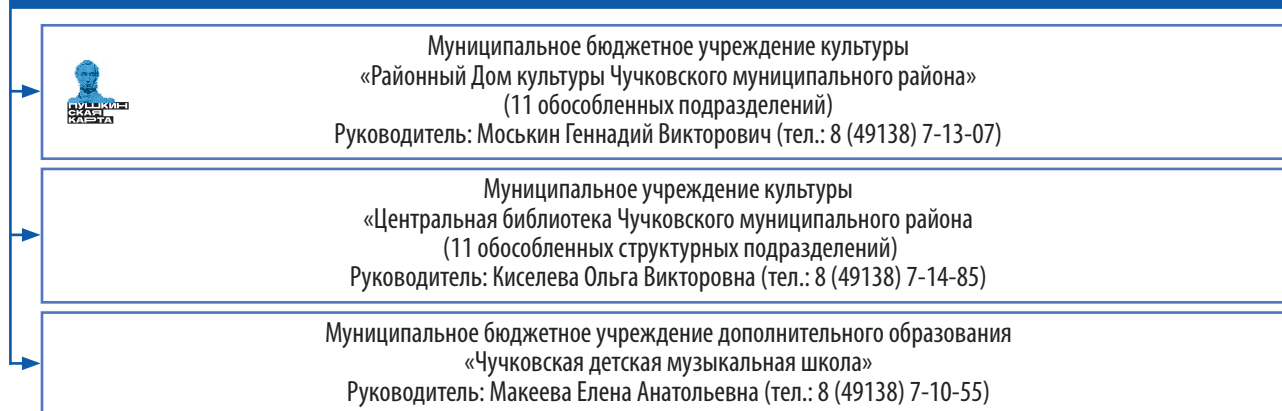 Муниципальное бюджетное учреждение культуры
«Районный Дом культуры Чучковского муниципального района»
(11 обособленных подразделений)
Руководитель: Моськин Геннадий Викторович (тел.: 8 (49138) 7-13-07)
ПУШКИН
СКАЯ
КАРТА
Муниципальное учреждение культуры
«Центральная библиотека Чучковского муниципального района
(11 обособленных структурных подразделений)
Руководитель: Киселева Ольга Викторовна (тел.: 8 (49138) 7-14-85)
Муниципальное бюджетное учреждение дополнительного образования
«Чучковская детская музыкальная школа»
Руководитель: Макеева Елена Анатольевна (тел.: 8 (49138) 7-10-55)